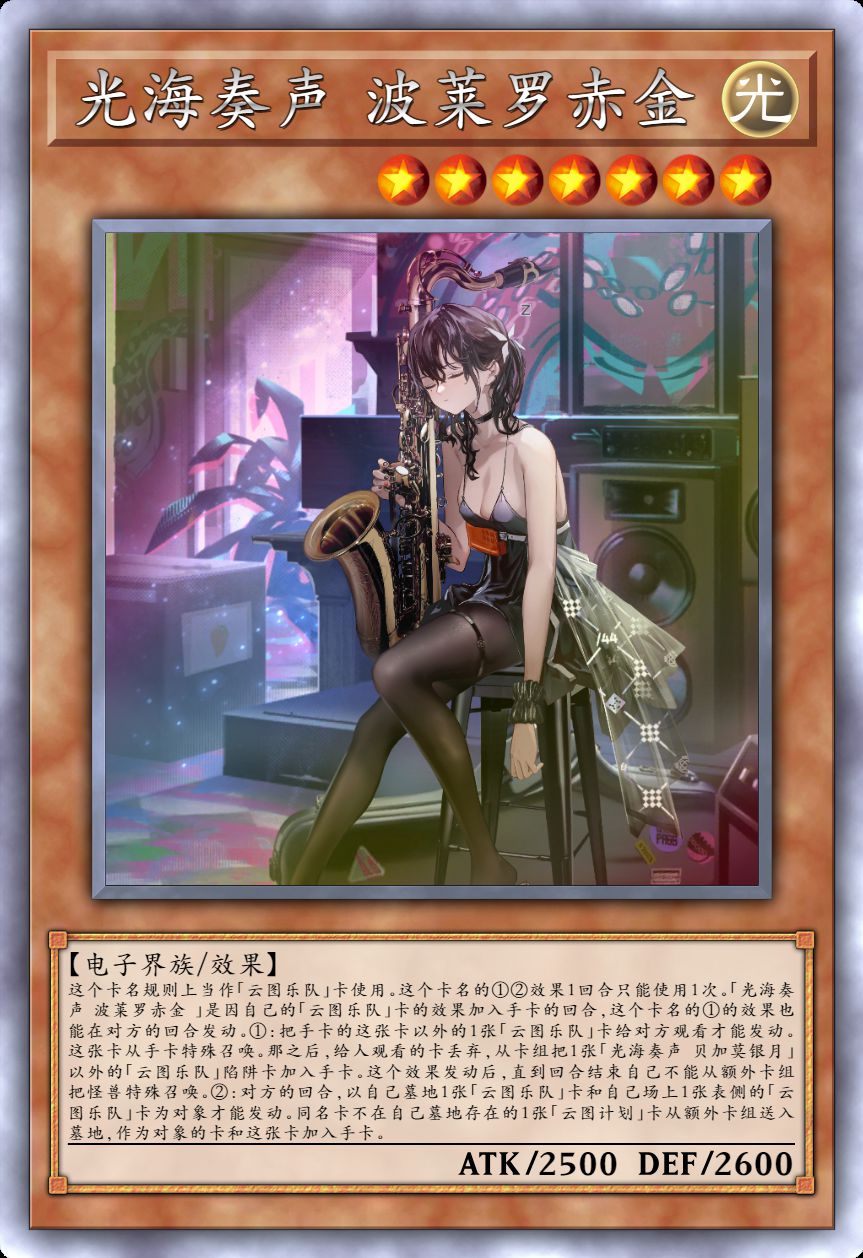 光海奏声 波莱罗赤金
光
Z
144
【电子界族/效果】
这个卡名规则上当作「云图乐队」卡使用。这个卡名的①②效果1回合只能使用1次。「光海奏
声 波莱罗赤金 」是因自己的「云图乐队」卡的效果加入手卡的回合，这个卡名的①的效果也
能在对方的回合发动。①：把手卡的这张卡以外的1张「云图乐队」卡给对方观看才能发动。
这张卡从手卡特殊召唤。那之后，给人观看的卡丢弃，从卡组把1张「光海奏声 贝加莫银月」
以外的「云图乐队」陷阱卡加入手卡。这个效果发动后，直到回合结束自己不能从额外卡组
把怪兽特殊召唤。②：对方的回合，以自己墓地1张「云图乐队」卡和自己场上1张表侧的「云
图乐队」卡为对象才能发动。同名卡不在自己墓地存在的1张「云图计划」卡从额外卡组送入
墓地，作为对象的卡和这张卡加入手卡。
ATK/2500 DEF/2600